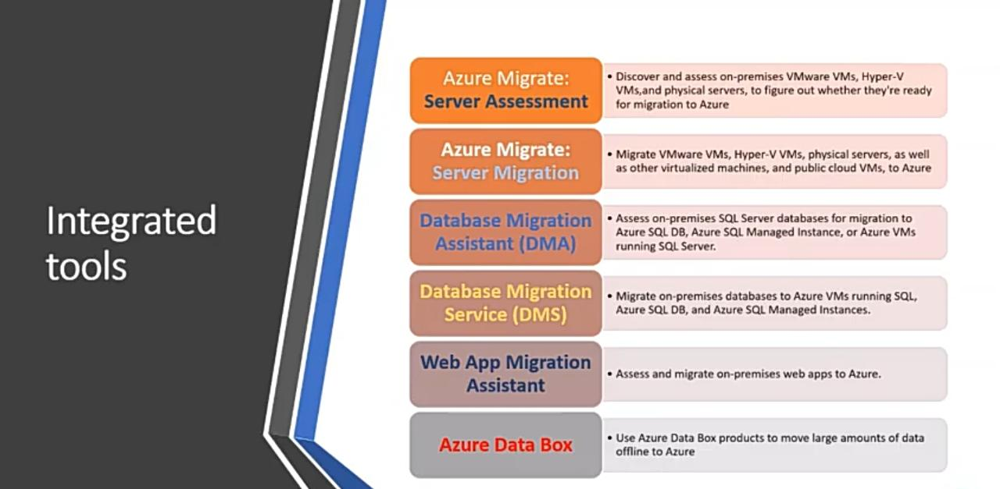 Integrated
tools
Azure Migrate:
Server Assessment
• Discover and assess on-premises VMware VMs, Hyper-V
VMs,and physical servers, to figure out whether they're ready
for migration to Azure
Azure Migrate:
Server Migration
• Migrate VMware VMs, Hyper-V VMs, physical servers, as well
as other virtualized machines, and public cloud VMs, to Azure
Database Migration
Assistant (DMA)
• Assess on-premises SQL Server databases for migration to
Azure SQL DB, Azure SQL Managed Instance, or Azure VMs
running SQL Server.
Database Migration
Service (DMS)
• Migrate on-premises databases to Azure VMs running SQL,
Azure SQL DB, and Azure SQL Managed Instances.
Web App Migration
Assistant
• Assess and migrate on-premises web apps to Azure.
Azure Data Box
• Use Azure Data Box products to move large amounts of data
offline to Azure